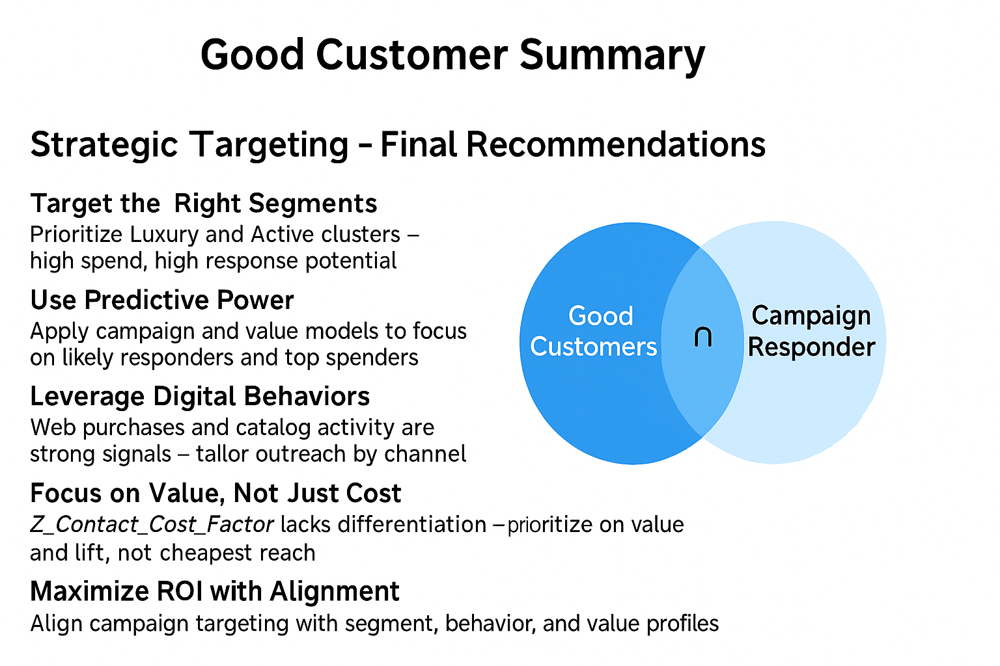 Good Customer Summary
Strategic Targeting – Final Recommendations
Target the Right Segments
Prioritize Luxury and Active clusters –
high spend, high response potential
Use Predictive Power
Apply campaign and value models to focus
on likely responders and top spenders
Leverage Digital Behaviors
Web purchases and catalog activity are
strong signals – tallor outreach by channel
Focus on Value, Not Just Cost
Z_Contact_Cost_Factor lacks differentiation – prioritize on value
and lift, not cheapest reach
Maximize ROI with Alignment
Align campaign targeting with segment, behavior, and value profiles
Good
Customers
∩
Campaign
Responder